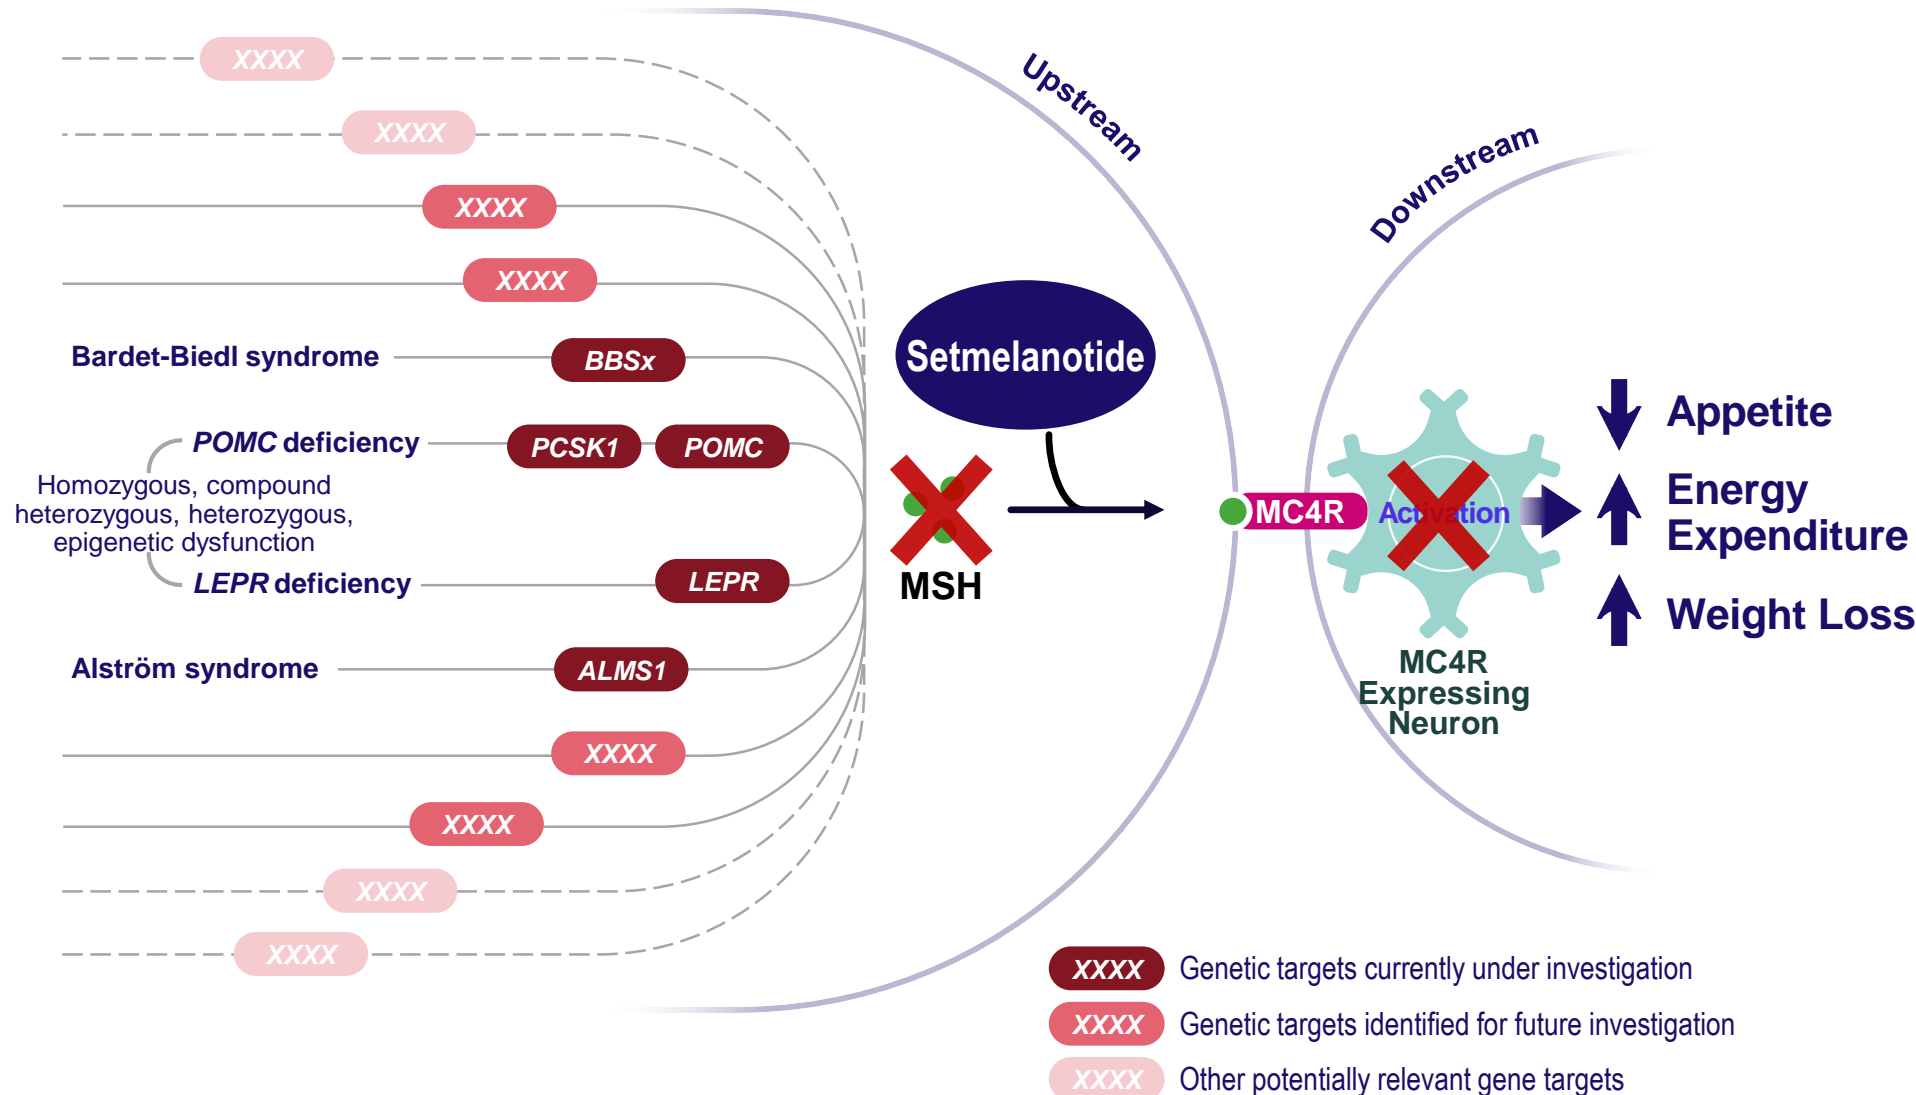 XXXX
XXXX
XXXX
XXXX
Bardet-Biedl syndrome
BBSx
POMC deficiency
PCSK1
POMC
Homozygous, compound
heterozygous, heterozygous,
epigenetic dysfunction
LEPR deficiency
LEPR
Alström syndrome
ALMS1
XXXX
XXXX
XXXX
XXXX
Upstream
Setmelanotide
MSH
Downstream
MC4R
Activation
MC4R
Expressing
Neuron
Appetite
Energy
Expenditure
Weight Loss
XXXX Genetic targets currently under investigation
XXXX Genetic targets identified for future investigation
XXXX Other potentially relevant gene targets